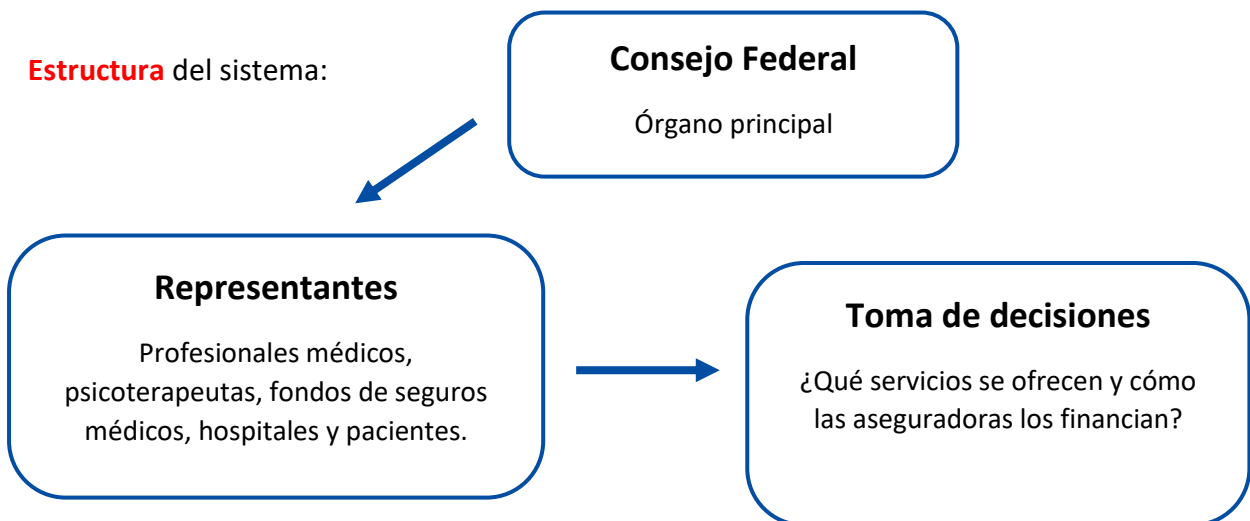 Estructura del sistema:
Consejo Federal
Órgano principal
Representantes
Profesionales médicos,
psicoterapeutas, fondos de seguros
médicos, hospitales y pacientes.
Toma de decisiones
¿Qué servicios se ofrecen y cómo
las aseguradoras los financian?